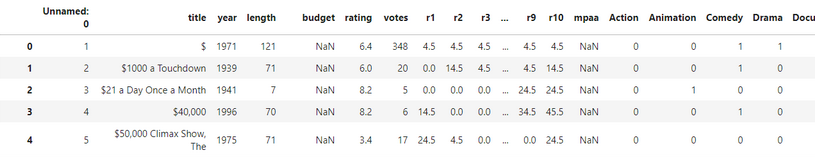 Unnamed: 0 title year length budget rating votes r1 r2 r3 ... r9 r10 mpaa Action Animation Comedy Drama Docu
0 1 $ 1971 121 NaN 6.4 348 4.5 4.5 4.5 ... 4.5 4.5 NaN 0 0 1 1
1 2 $1000 a Touchdown 1939 71 NaN 6.0 20 0.0 14.5 4.5 ... 4.5 14.5 NaN 0 0 1 0
2 3 $21 a Day Once a Month 1941 7 NaN 8.2 5 0.0 0.0 0.0 ... 24.5 24.5 NaN 0 1 0 0
3 4 $40,000 1996 70 NaN 8.2 6 14.5 0.0 0.0 ... 34.5 45.5 NaN 0 0 1 0
4 5 $50,000 Climax Show, The 1975 71 NaN 3.4 17 24.5 4.5 0.0 ... 0.0 24.5 NaN 0 0 0 0